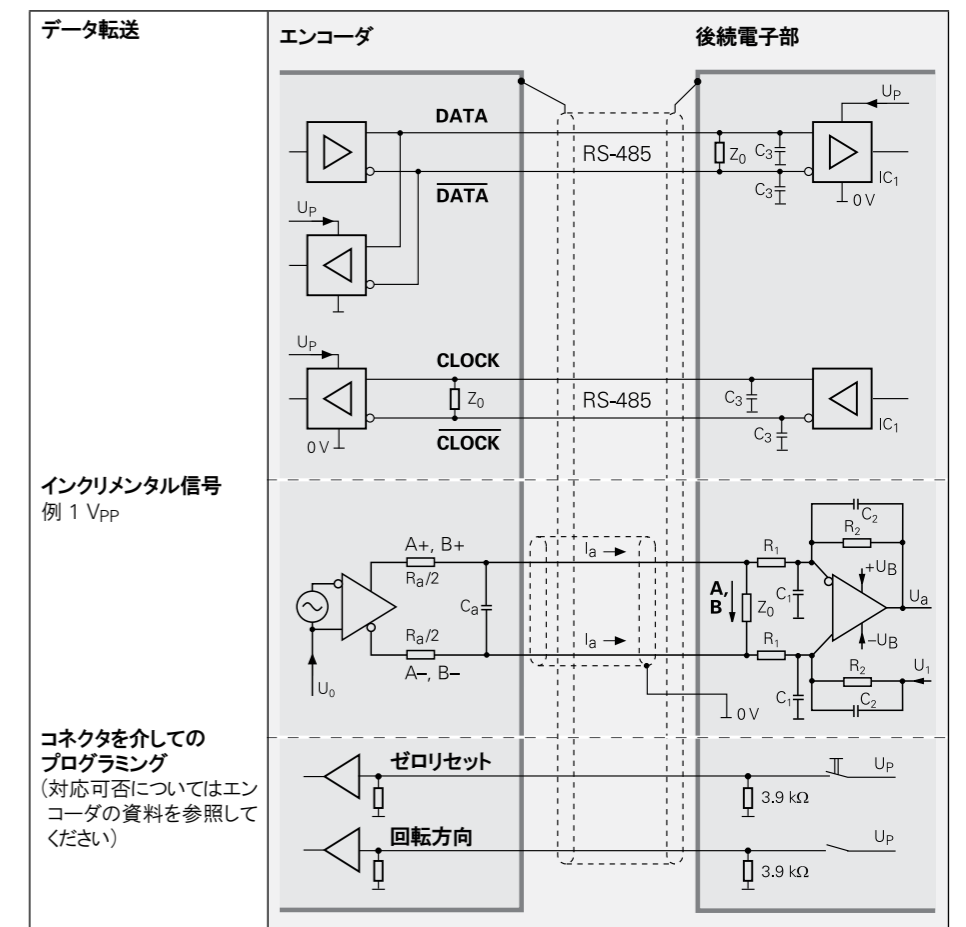 データ転送
エンコーダ
後続電子部
DATA
RS-485
Z0
C3
UP
DATA
C3
IC1
0 V
UP
UP
CLOCK
Z0
RS-485
C3
CLOCK
0 V
C3
IC1
インクリメンタル信号
例 1 VPP
A+, B+
Ra/2
Ca
Ia
Ra/2
A–, B–
Ia
U0
A,
B
Z0
R1
C1
R1
C1
C2
R2
+UB
Ua
–UB
R2
U1
C2
0 V
コネクタを介しての
プログラミング
(対応可否についてはエン
コーダの資料を参照して
ください)
ゼロリセット
UP
3.9 kΩ
回転方向
UP
3.9 kΩ